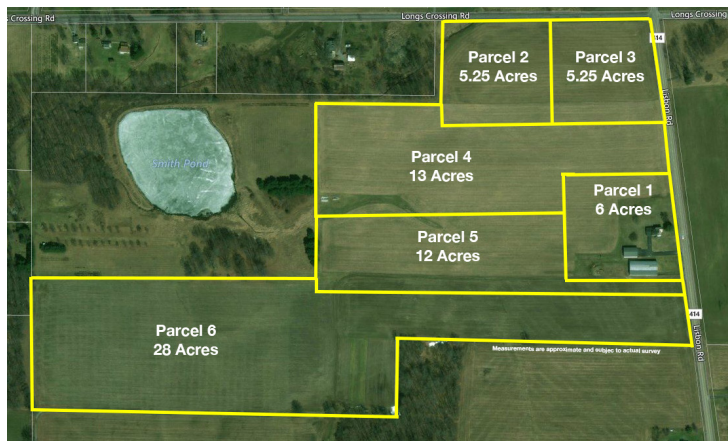 s Crossing Rd
Longs Crossing Rd
Longs Crossing
Parcel 2
5.25 Acres
Parcel 3
5.25 Acres
414
Lisbon Rd
Smith Pond
Parcel 4
13 Acres
Parcel 1
6 Acres
Parcel 5
12 Acres
414
Parcel 6
28 Acres
Measurements are approximate and subjec to actual survey
Lisbon Rd